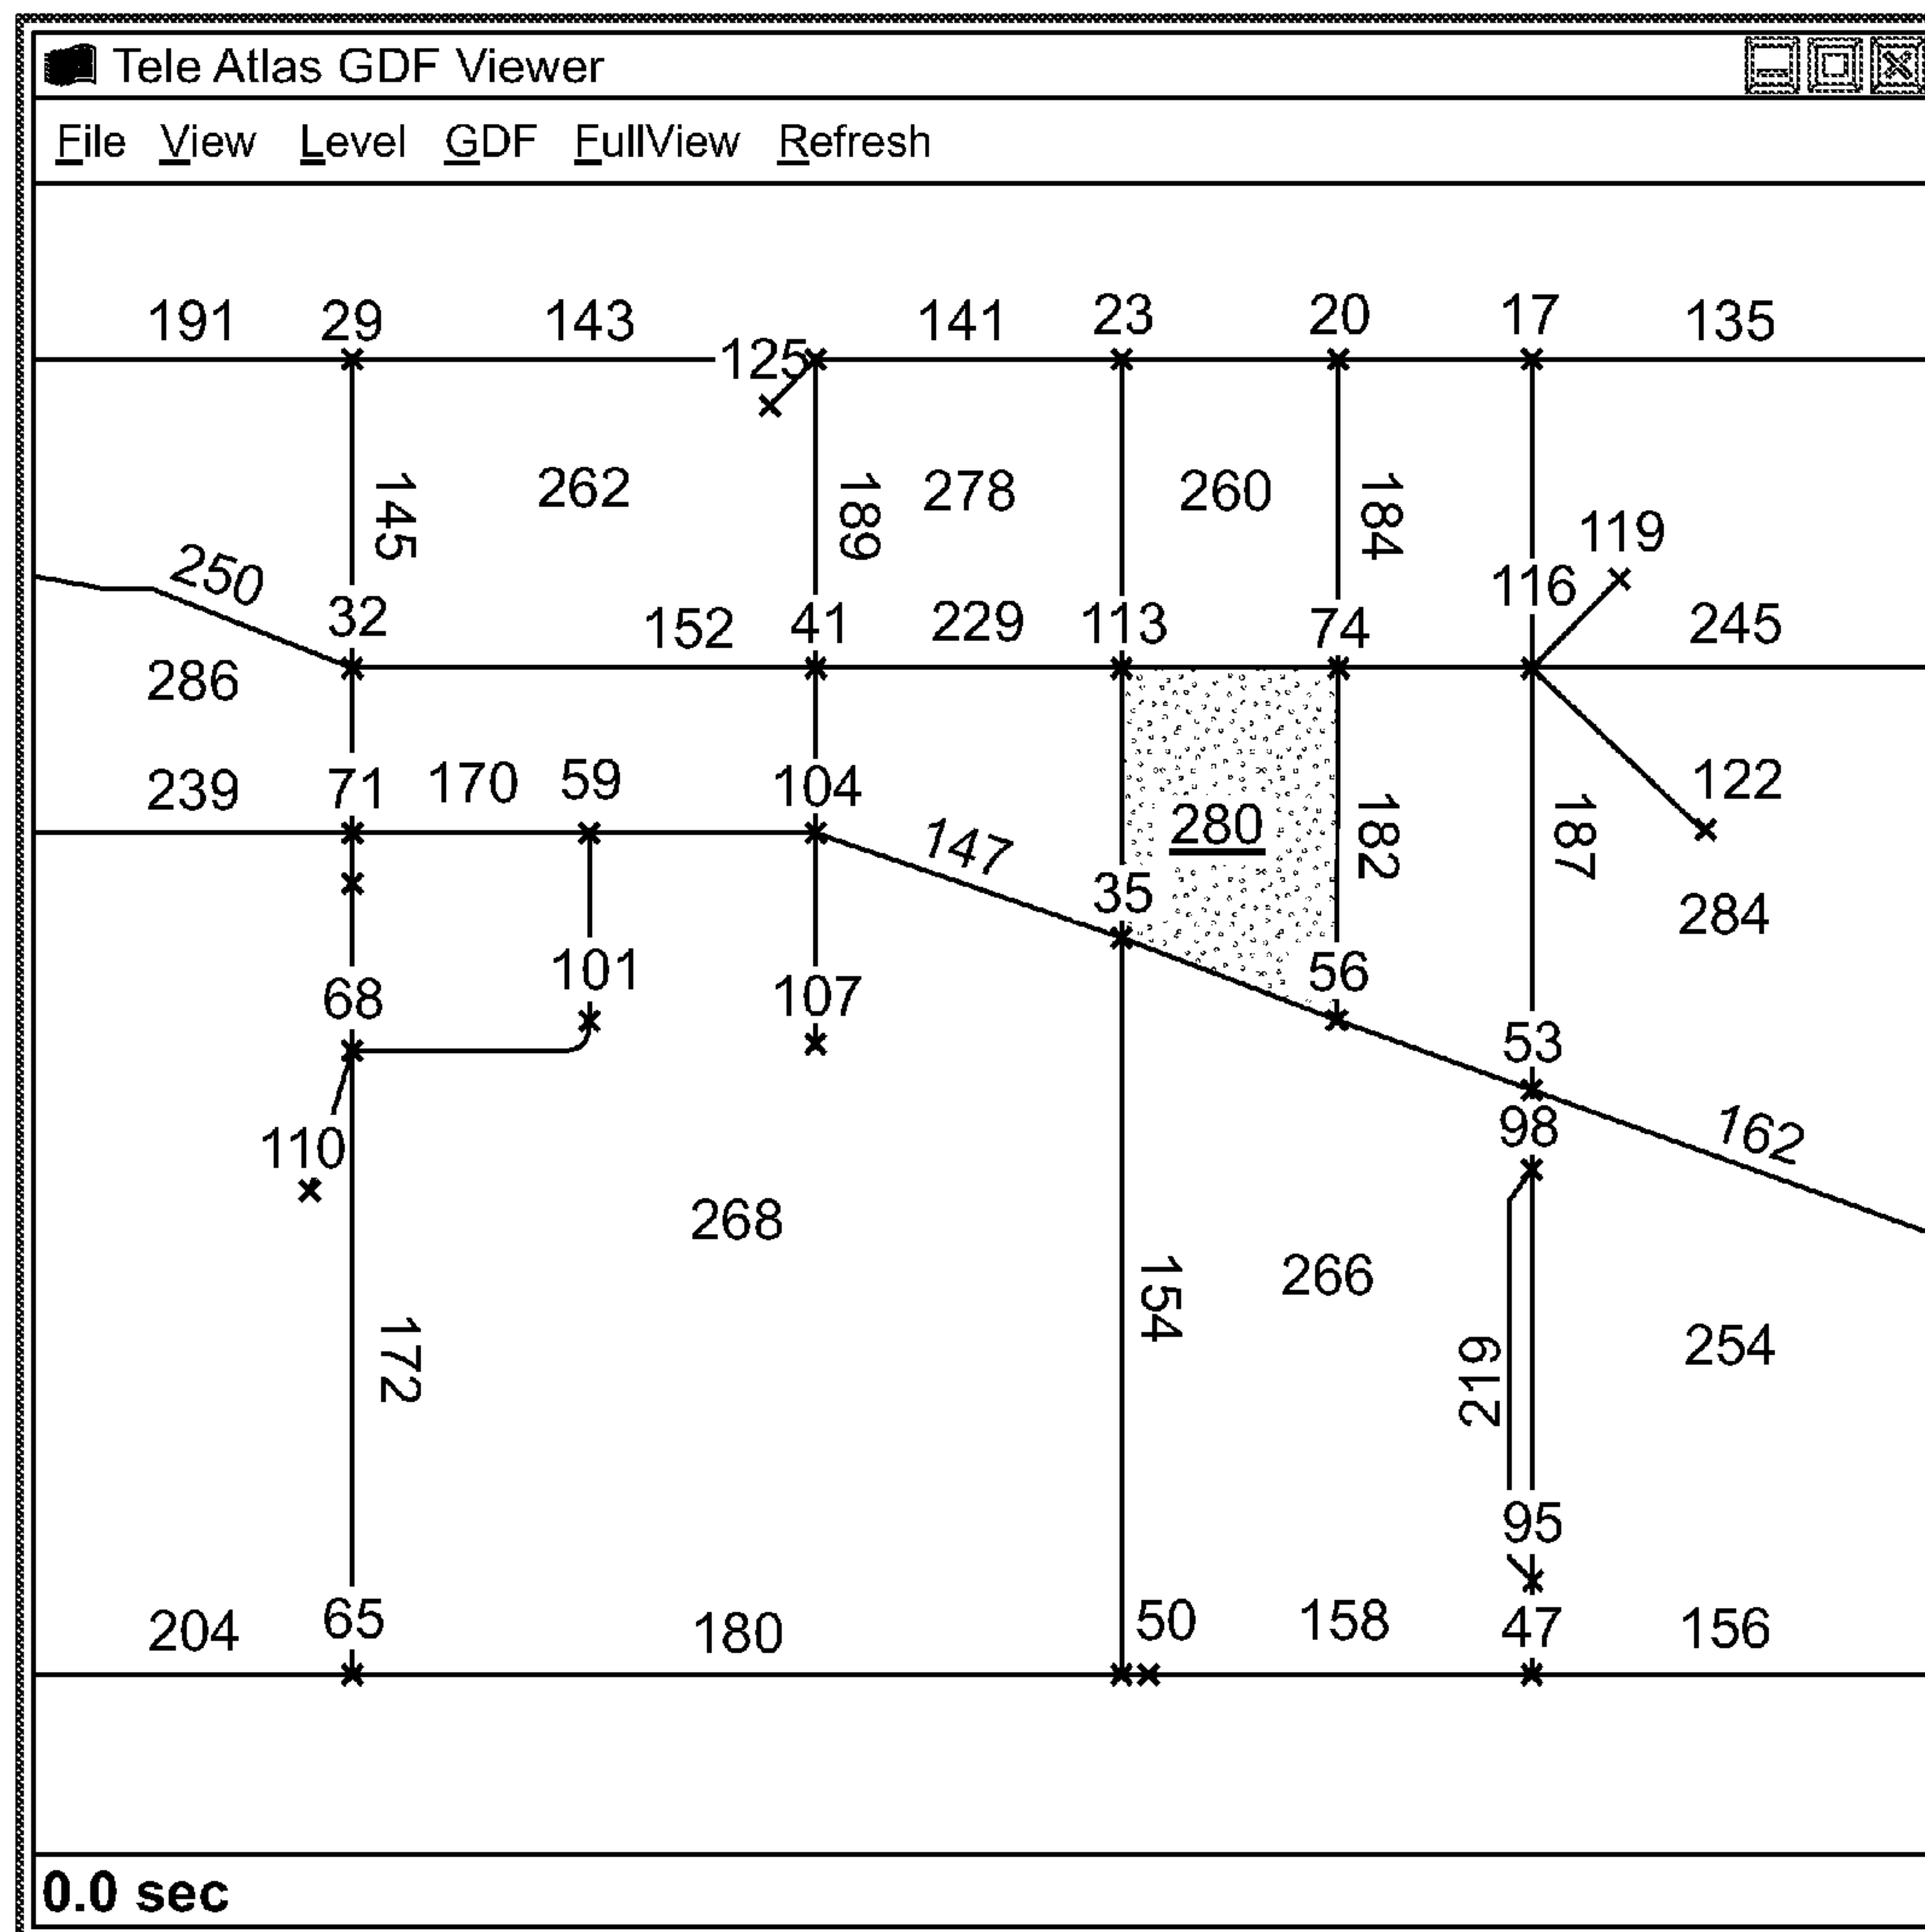 Tele Atlas GDF Viewer
File View Level GDF FullView Refresh
191 29 143 141 23 20 17 135
125
145 262 189 278 260 184 119
250 116
32 152 41 229 113 74 245
286
239 71 170 59 104 122
147 280 182 187
35 284
101 56
68 107
53
98 162
110
268
154 266
172 612 254
95
204 65 180 50 158 47 156
0.0 sec